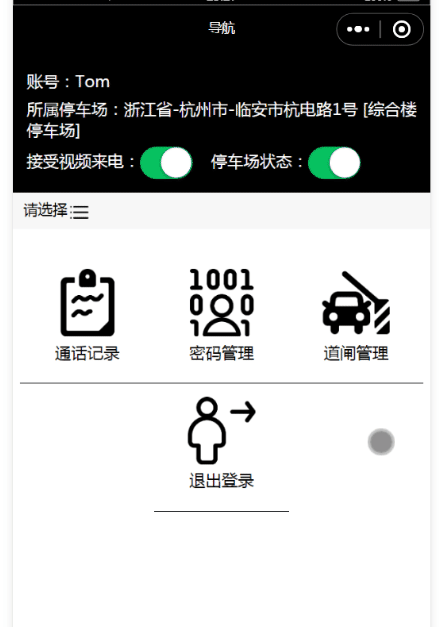 导航
账号：Tom
所属停车场：浙江省-杭州市-临安市杭电路1号 [综合楼
停车场]
接受视频来电： 停车场状态：
请选择
1001
0 0
1 1
通话记录 密码管理 道闸管理
退出登录